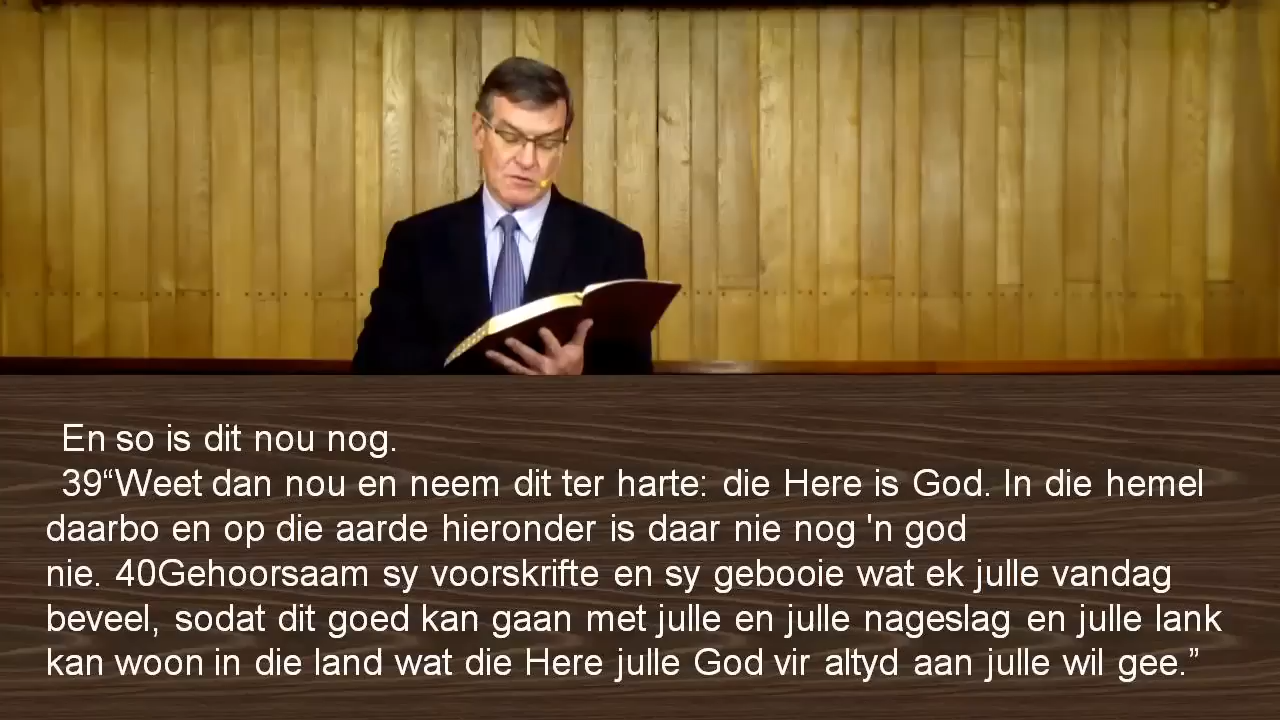 En so is dit nou nog.
39“Weet dan nou en neem dit ter harte: die Here is God. In die hemel
daarbo en op die aarde hieronder is daar nie nog 'n god
nie. 40Gehoorsaam sy voorskrifte en sy gebooie wat ek julle vandag
beveel, sodat dit goed kan gaan met julle en julle nageslag en julle lank
kan woon in die land wat die Here julle God vir altyd aan julle wil gee.”